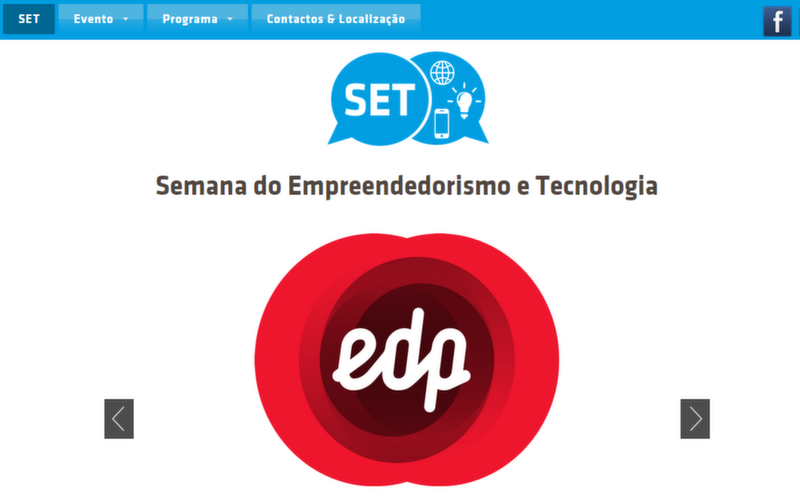 SET
Evento
Programa
Contactos & Localização
f
SET
Semana do Empreendedorismo e Tecnologia
edp